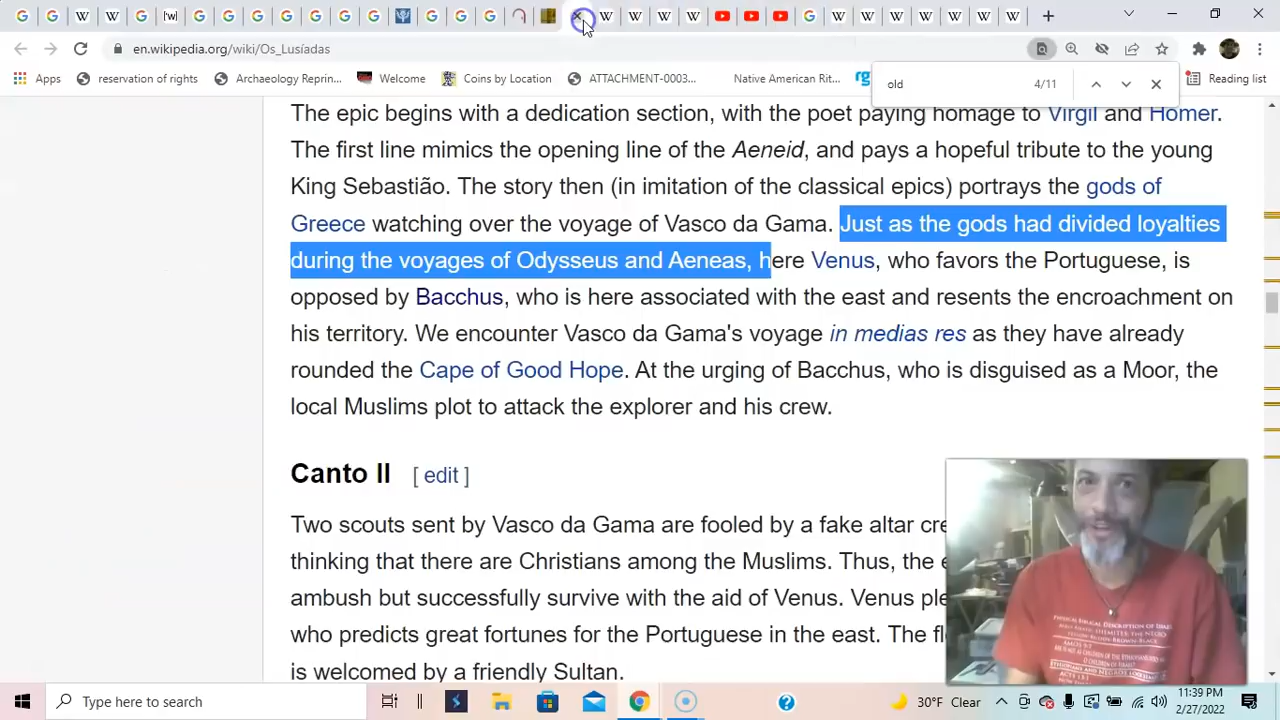 en.wikipedia.org/wiki/Os_Lusíadas
Apps reservation of rights Archaeology Reprin... Welcome Coins by Location ATTACHMENT-0003... Native American Rit... Reading list
old 4/11
The epic begins with a dedication section, with the poet paying homage to Virgil and Homer.
The first line mimics the opening line of the Aeneid, and pays a hopeful tribute to the young
King Sebastião. The story then (in imitation of the classical epics) portrays the gods of
Greece watching over the voyage of Vasco da Gama. Just as the gods had divided loyalties
during the voyages of Odysseus and Aeneas, here Venus, who favors the Portuguese, is
opposed by Bacchus, who is here associated with the east and resents the encroachment on
his territory. We encounter Vasco da Gama's voyage in medias res as they have already
rounded the Cape of Good Hope. At the urging of Bacchus, who is disguised as a Moor, the
local Muslims plot to attack the explorer and his crew.
Canto II [ edit ]
Two scouts sent by Vasco da Gama are fooled by a fake altar cre
thinking that there are Christians among the Muslims. Thus, the e
ambush but successfully survive with the aid of Venus. Venus ple
who predicts great fortunes for the Portuguese in the east. The fl
is welcomed by a friendly Sultan.
PHYSICAL BIBLICAL DESCRIPTION OF
AMOS 9:7
ACTS 13:1
Type here to search
30°F Clear
11:39 PM
2/27/2022